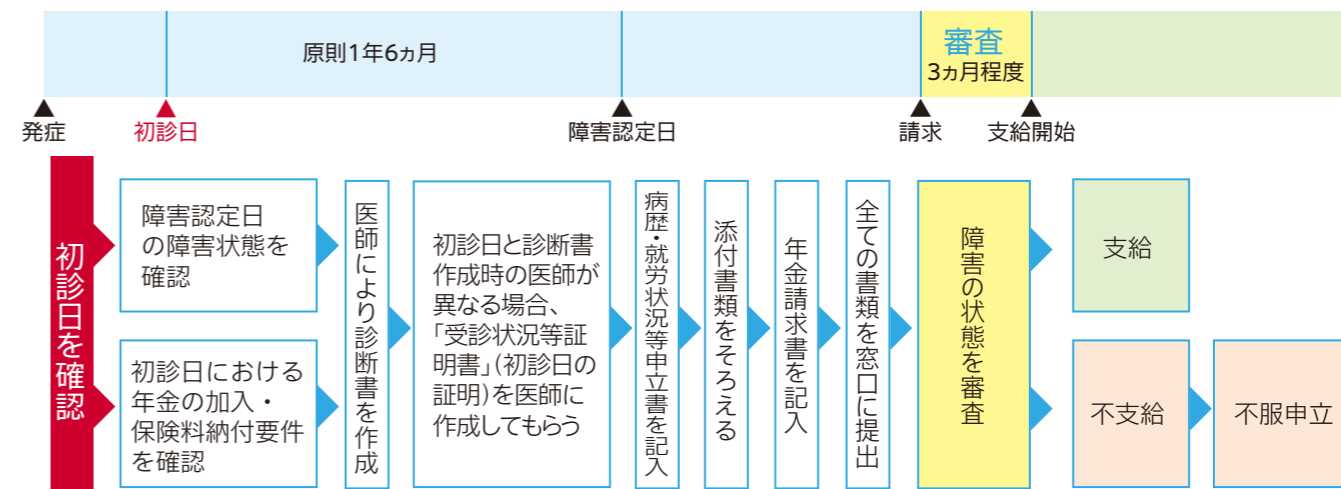 原則1年6ヵ月
審査
3ヵ月程度
発症
初診日
障害認定日
請求
支給開始
初診日を確認
障害認定日
の障害状態を
確認
初診日における
年金の加入・
保険料納付要件
を確認
医師により診断書を作成
初診日と診断書
作成時の医師が
異なる場合、
「受診状況等証
明書」(初診日の
証明)を医師に
作成してもらう
病歴・就労状況等申立書を記入
添付書類をそろえる
年金請求書を記入
全ての書類を窓口に提出
障害の状態を審査
支給
不支給
不服申立